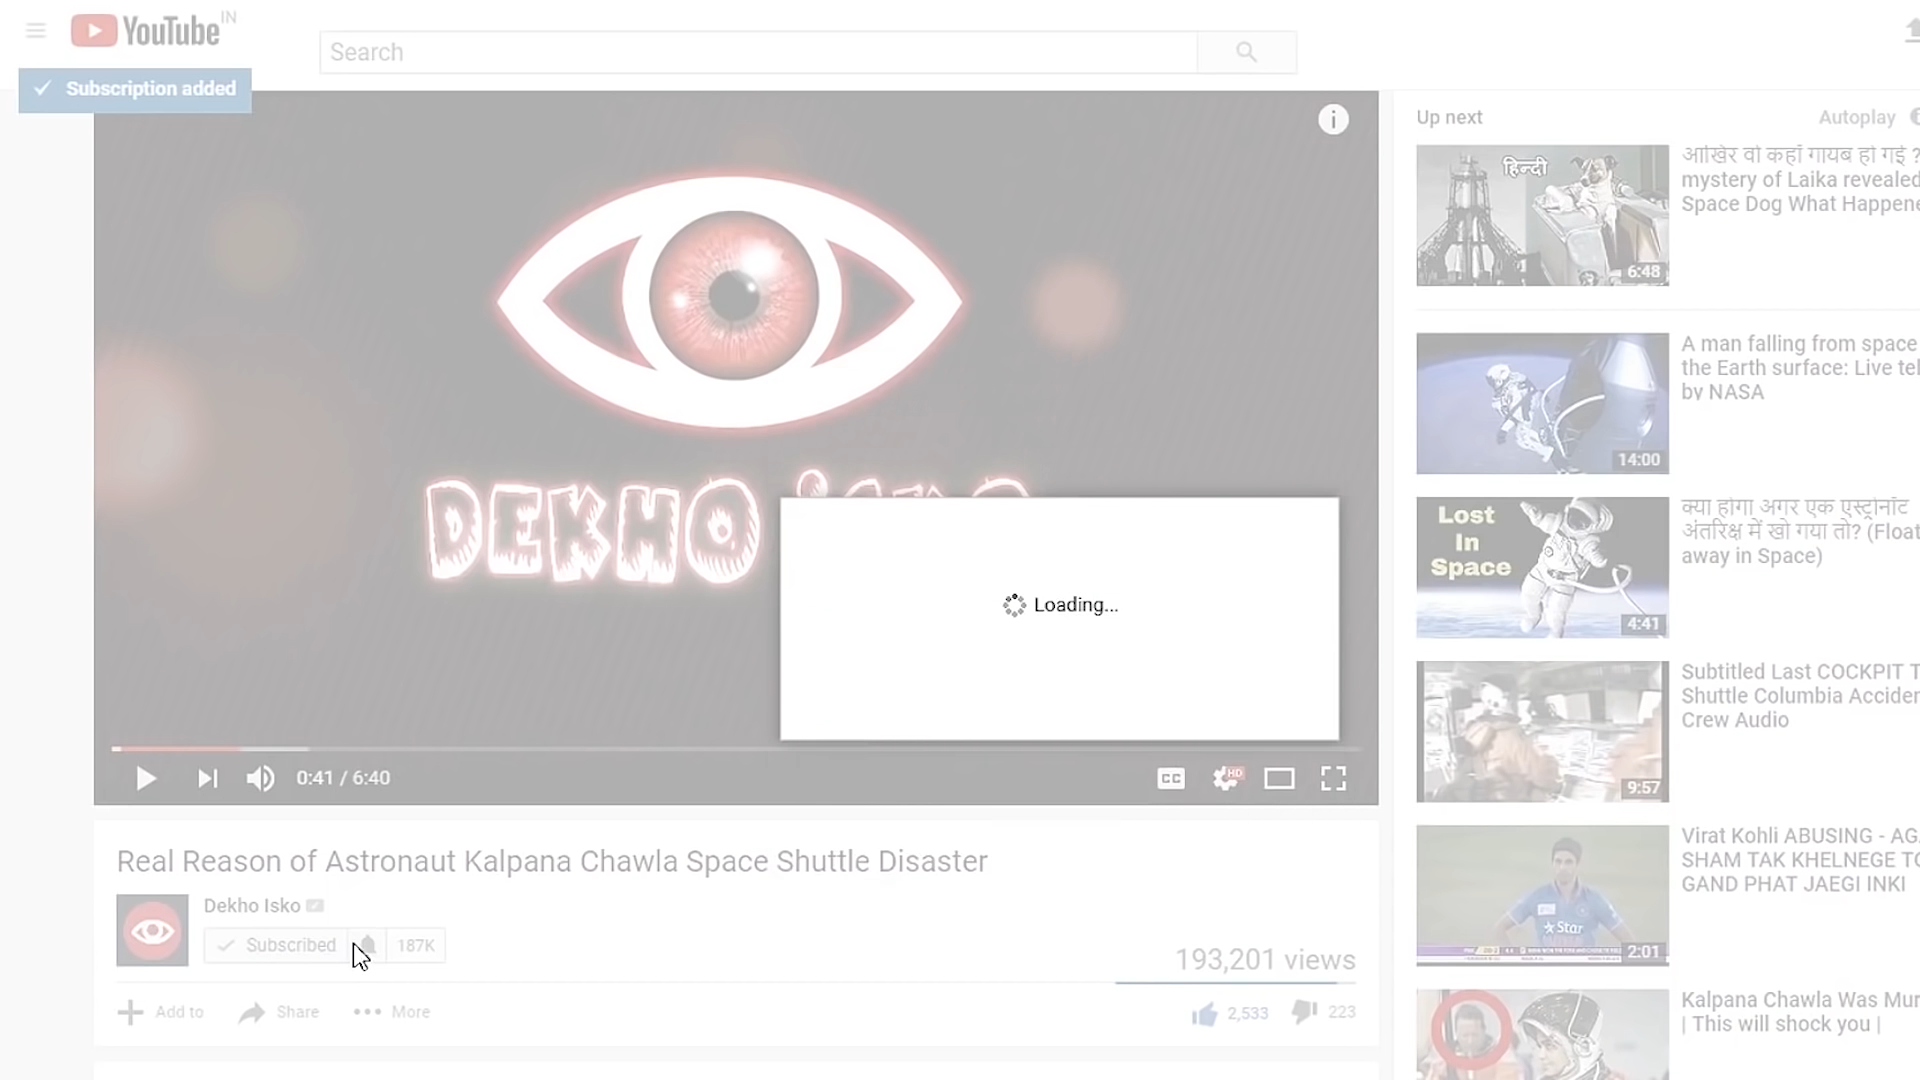 YouTube IN
Search
Subscription added
Up next
Autoplay
हिन्दी
6:48
आखिर वो कहाँ गायब हो गई ?
mystery of Laika revealed
Space Dog What Happene
DEKHO
14:00
A man falling from space
the Earth surface: Live tel
by NASA
Lost
In
Space
4:41
क्या होगा अगर एक एस्ट्रोनॉट
अंतरिक्ष में खो गया तो? (Float
away in Space)
Loading...
9:57
Subtitled Last COCKPIT T
Shuttle Columbia Acciden
Crew Audio
0:41 / 6:40
CC
HD
Star
2:01
Virat Kohli ABUSING - AG
SHAM TAK KHELNEGE TO
GAND PHAT JAEGI INKI
Real Reason of Astronaut Kalpana Chawla Space Shuttle Disaster
Dekho Isko
Subscribed
187K
193,201 views
Add to
Share
More
2,533
223
Kalpana Chawla Was Mur
| This will shock you |